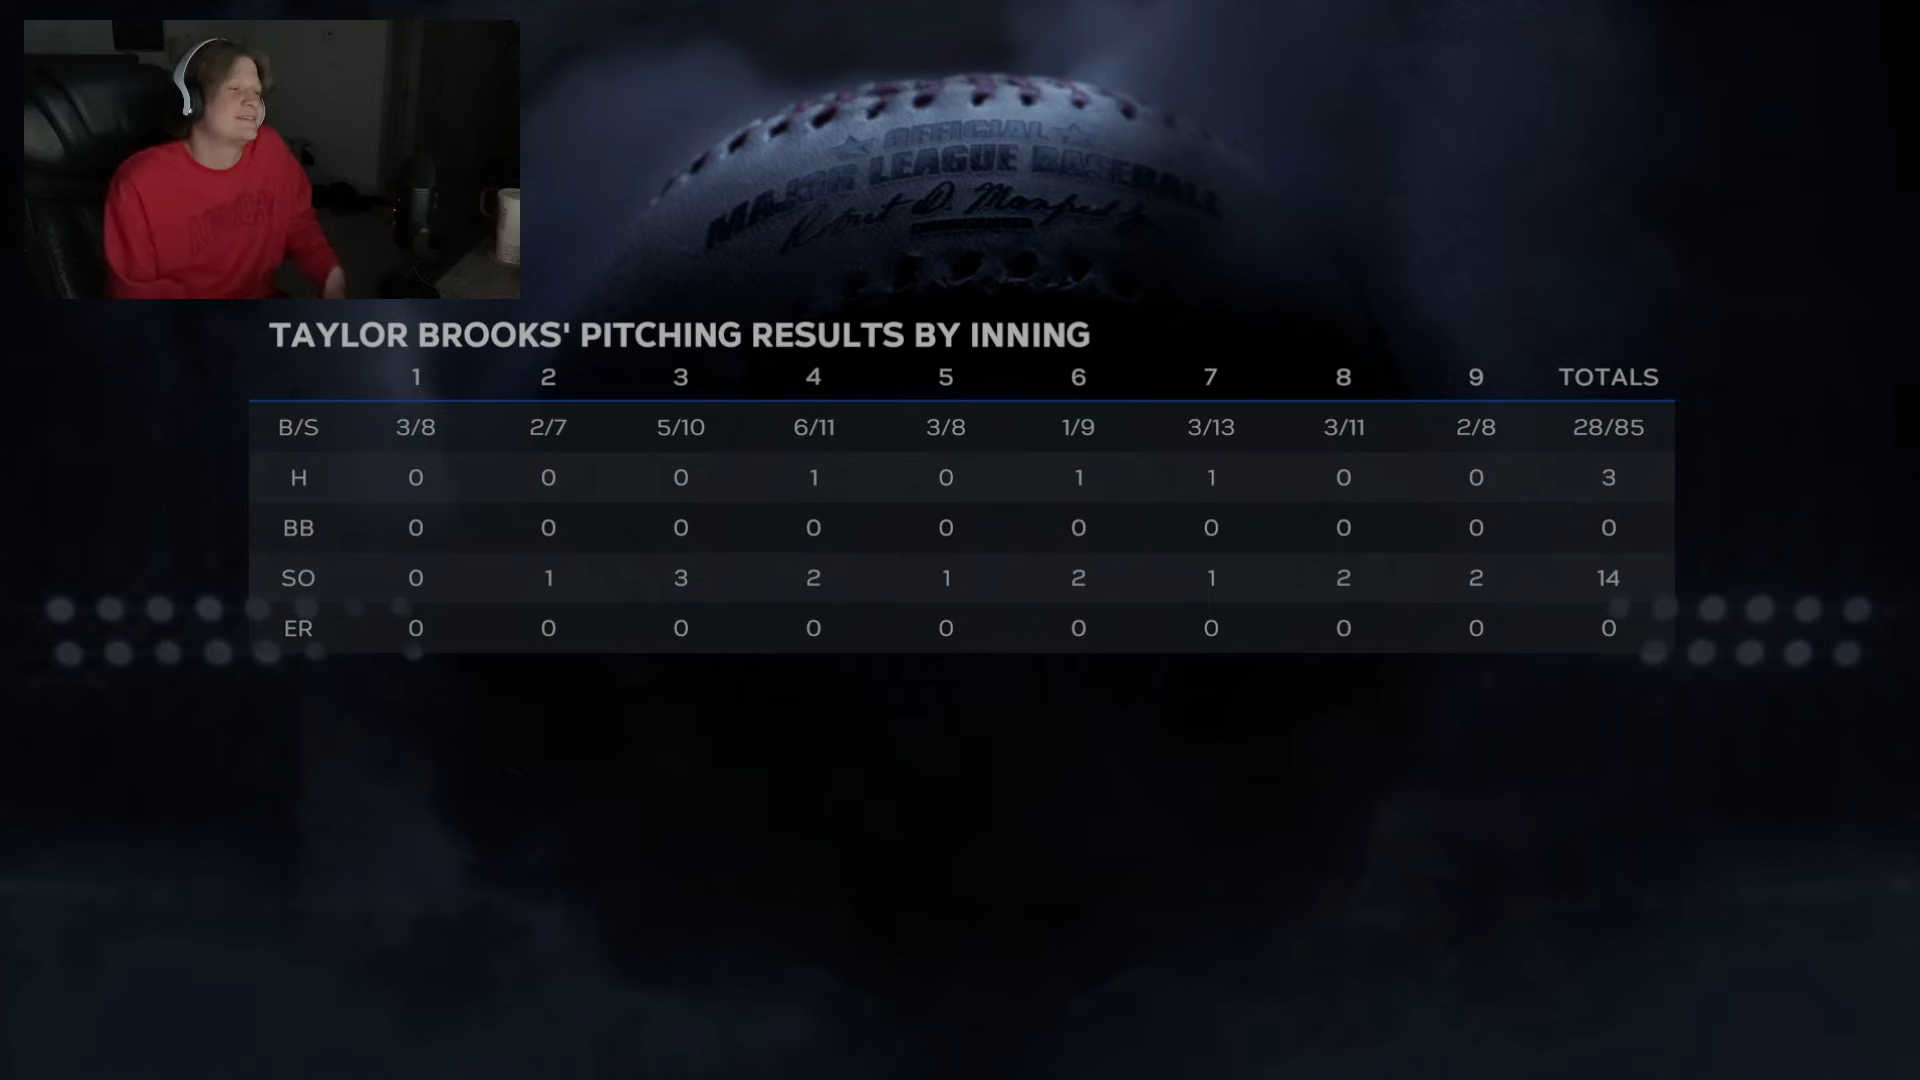 OFFICIAL
MAJOR LEAGUE BASEBALL
TAYLOR BROOKS' PITCHING RESULTS BY INNING
1 2 3 4 5 6 7 8 9 TOTALS
B/S 3/8 2/7 5/10 6/11 3/8 1/9 3/13 3/11 2/8 28/85
H 0 0 0 1 0 1 1 0 0 3
BB 0 0 0 0 0 0 0 0 0 0
SO 0 1 3 2 1 2 1 2 2 14
ER 0 0 0 0 0 0 0 0 0 0